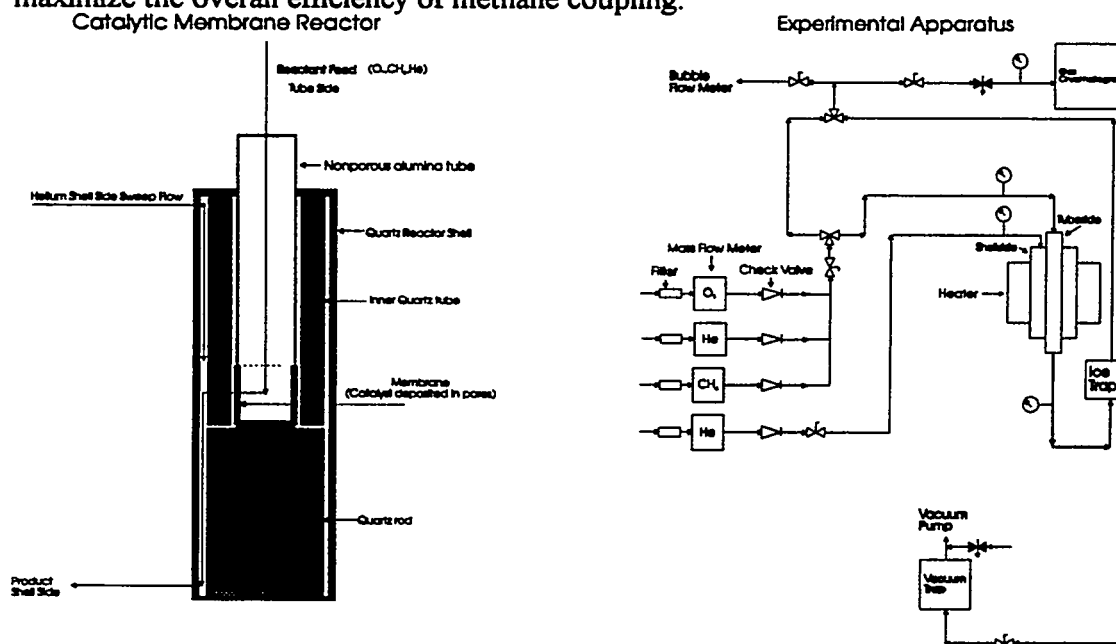 maximize the overall efficiency of methane coupling.
Catalytic Membrane Reactor
Reactant Feed (O₂,CH₄,He)
Tube Side
Nonporous alumina tube
Helium Shell Side Sweep Flow
Quartz Reactor Shell
Inner Quartz tube
Membrane
(Catalyst deposited in pores)
Quartz rod
Product
Shell Side
Experimental Apparatus
Bubble
Flow Meter
Gas
Tubeside
Shellside
Mass Flow Meter
Filter
Check Valve
O₂
Heater
He
CH₄
Ice
Trap
He
Vacuum
Pump
Vacuum
Trap